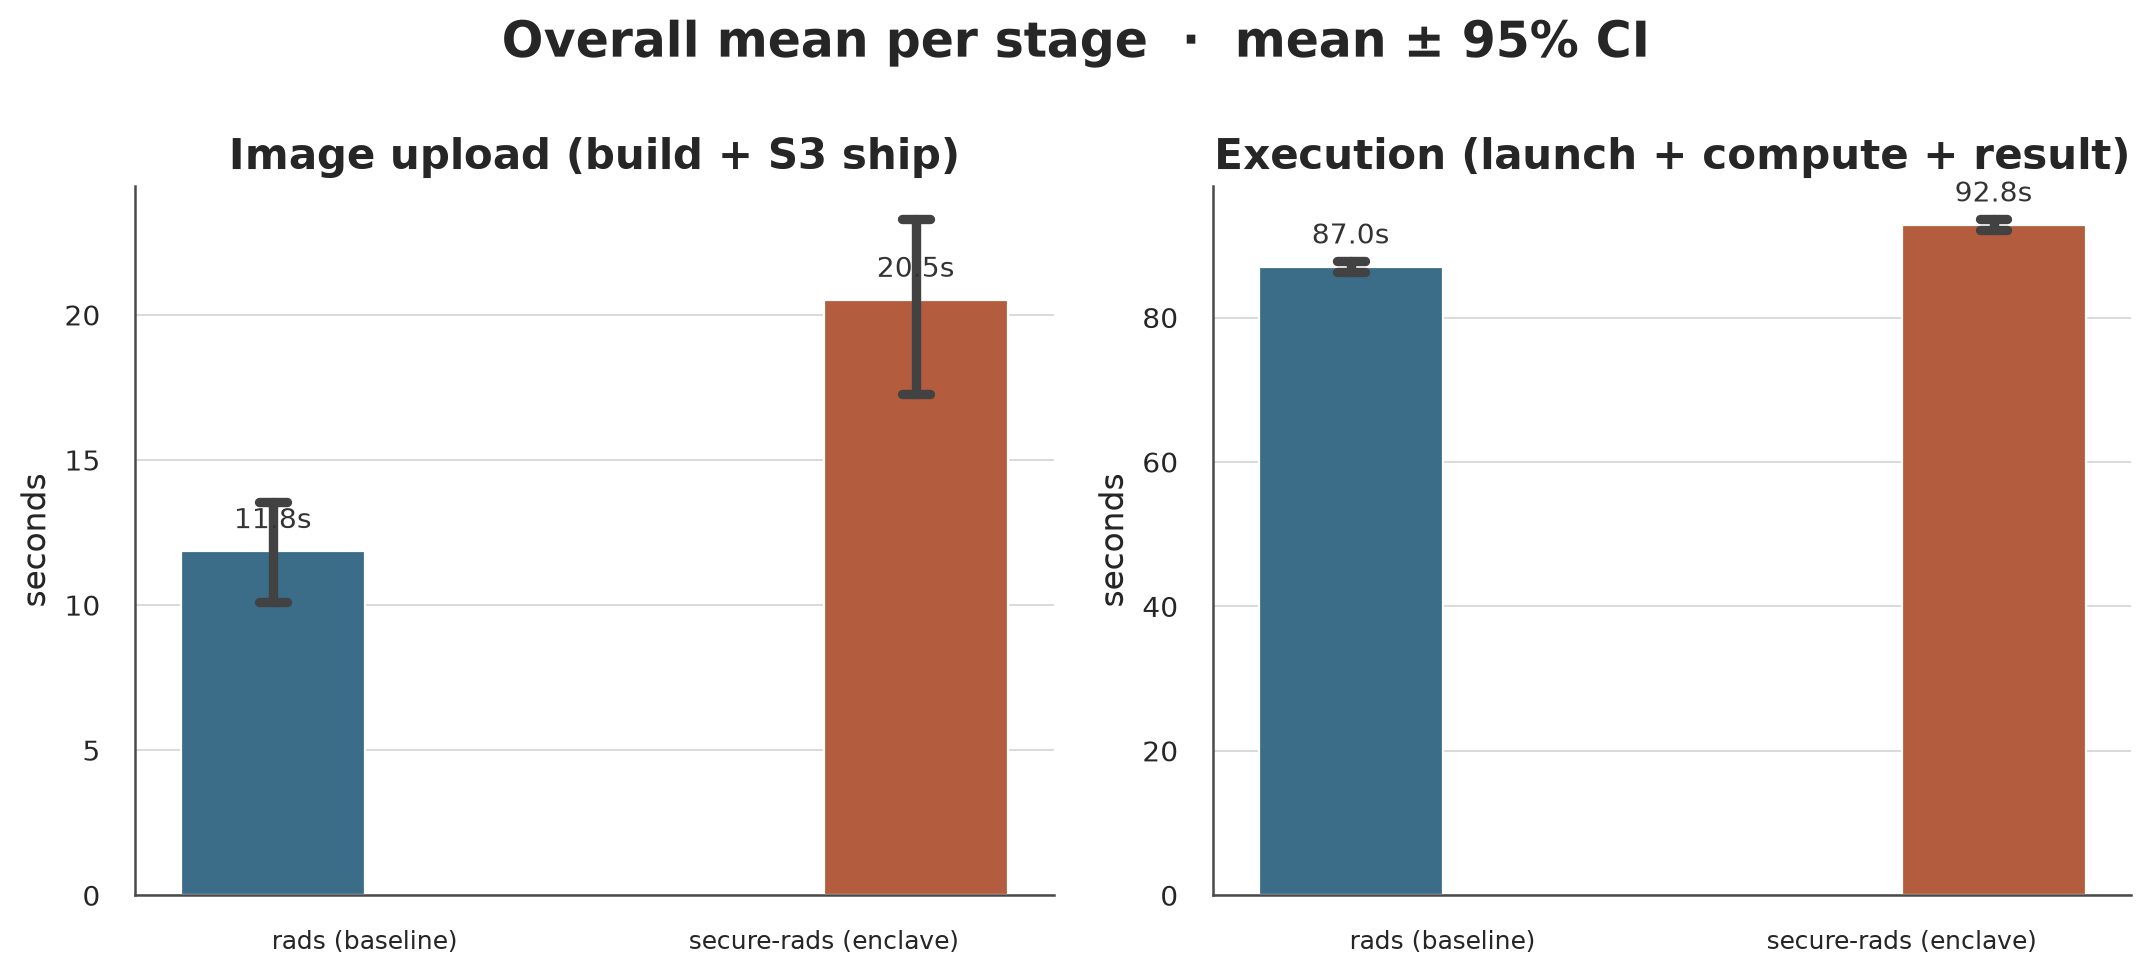 Overall mean per stage · mean ± 95% CI
Image upload (build + S3 ship)
seconds
20
15
10
5
0
11.8s
20.5s
rads (baseline)
secure-rads (enclave)
Execution (launch + compute + result)
seconds
80
60
40
20
0
87.0s
92.8s
rads (baseline)
secure-rads (enclave)